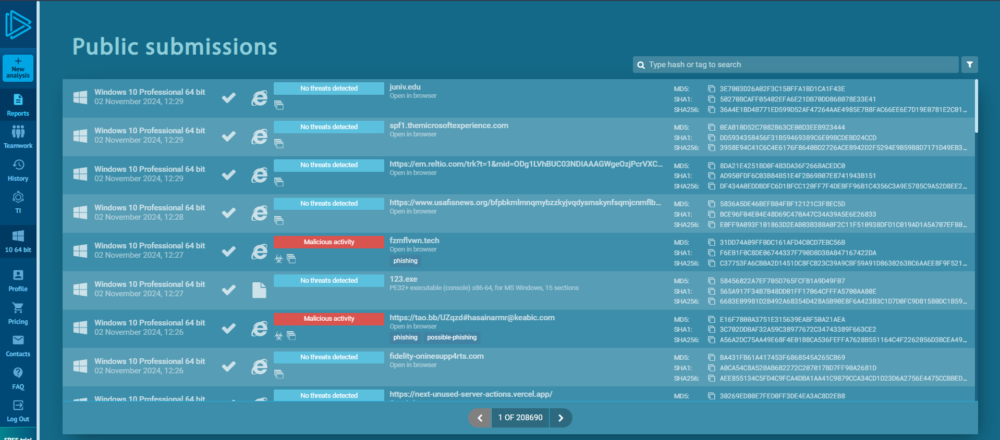 Public submissions
+
New
analysis
Reports
Teamwork
History
TI
10 64 bit
Profile
Pricing
Contacts
FAQ
Log Out
FREE trial
Type hash or tag to search
Windows 10 Professional 64 bit
02 November 2024, 12:29
No threats detected
juniv.edu
Open in browser
MD5: 3E7003D26A02F3C150FFA1BD1CA1F43E
SHA1: 50270BCAFF05402EFA6E21DB70DD868078E33E41
SHA256: 36A4E1BD4B771ED599D52AF47264AAE4985E7B8FAC66EE6E7D19E0781E2C01...
Windows 10 Professional 64 bit
02 November 2024, 12:29
No threats detected
spf1.themicrosoftexperience.com
Open in browser
MD5: 0EAB10D52C7082B63CE00D3EEB923444
SHA1: DD5934358456F31B59469389C6E09BCDEBD24CCD
SHA256: 3958E94C41C6C4E6176F8640BD2726ACE8942D2F5294E9B59B8D7171D49EB3...
Windows 10 Professional 64 bit
02 November 2024, 12:29
No threats detected
https://em.reltio.com/trk?t=1&mid=ODg1LVhBUC03NDIAAAGWgeOzjPcrVXC...
Open in browser
MD5: 8DA21E4251BD0F4B3DA36F266BACEDC0
SHA1: AD950FDF6C03B84B51E4F2B69B07E8741943B151
SHA256: DF434A0EDDBDFC6D1BFCC120FF7F4DEBFF96B1C4356C3A9E5785C9A52D8EE2...
Windows 10 Professional 64 bit
02 November 2024, 12:28
No threats detected
https://www.usafisnews.org/bfpbkmlmnqmybzzkyjvqdysmskynfsqmjcnmflb...
Open in browser
MD5: 5836A5DE46BEFB84FBF12121C3F8EC5D
SHA1: BCE96F04E04E48D69C470A47C34A39A5E6E26833
SHA256: E0FF9A093F101863D2EAB03B388A0F2C11F510938DFD1C019AD1A5A707EF80...
Windows 10 Professional 64 bit
02 November 2024, 12:27
Malicious activity
fzmflvwn.tech
Open in browser
phishing
MD5: 31DD74A09FF0DC161AFD4C0CD7EBC56B
SHA1: F6EB1F0C8DE06744337F790D8D3BA847167422DA
SHA256: C37753FA6CB0A2D1451DC8FCB23C39A9CBF59A91D8630263BC6AAEE8F9F521...
Windows 10 Professional 64 bit
02 November 2024, 12:27
No threats detected
123.exe
PE32+ executable (console) x86-64, for MS Windows, 15 sections
MD5: 58456822A7EF705D765FCFB1A9D49F07
SHA1: 565A917F34B7B48DD01FF17064CFFFA5700AA80E
SHA256: 6683E09981D2B492A68354D428A5B90E8F6A423B3C1D7D0FC9D81580DC1B59...
Windows 10 Professional 64 bit
02 November 2024, 12:26
Malicious activity
https://tao.bb/UZqzd#hasainarmr@keabic.com
Open in browser
phishing possible-phishing
MD5: E16F7800A3751E315639EABF50A21AEA
SHA1: 3C702DDBAF32A59C38977672C34743389F663CE2
SHA256: A56A2DC75AA49E68F4E01B8CA536FEFFA7628B551164C4F2262056D3BCEA49...
Windows 10 Professional 64 bit
02 November 2024, 12:26
No threats detected
fidelity-oninesupp4rts.com
Open in browser
MD5: BA431FB61A417453F6868545A265CB69
SHA1: A0CA54C8A520AB6B2272C207017BD7FF90A2681D
SHA256: AEE855134C5FD4C9FCA4DBA1AA41C9879CCA34CD1D23D6A2756E4475CCBBED...
Windows 10 Professional 64 bit
No threats detected
https://next-unused-server-actions.vercel.app/
MD5: 30269ED80E7FED0FF3DE4EA3AC8D2EB8
1 OF 208690